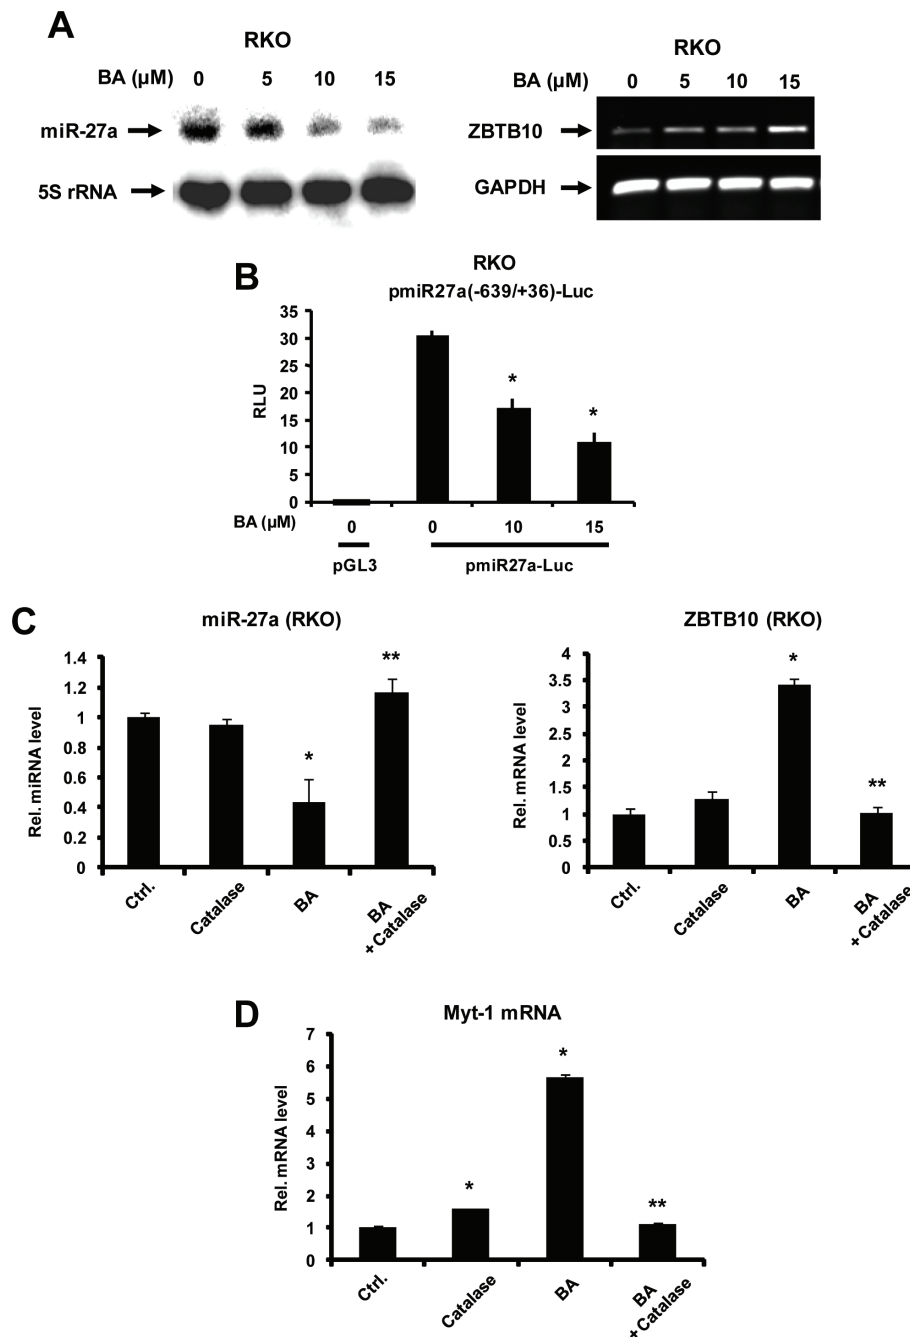 A
RKO
BA (µM) 0 5 10 15
miR-27a
5S rRNA
RKO
BA (µM) 0 5 10 15
ZBTB10
GAPDH
B
RKO
pmiR27a(-639/+36)-Luc
RLU
35
30
25
20
15
10
5
0
BA (µM) 0 0 10 15
pGL3 pmiR27a-Luc
C
miR-27a (RKO)
Rel. miRNA level
1.4
1.2
1
0.8
0.6
0.4
0.2
0
*
**
Ctrl.
Catalase
BA
BA
+Catalase
ZBTB10 (RKO)
Rel. mRNA level
4
3.5
3
2.5
2
1.5
1
0.5
0
*
**
Ctrl.
Catalase
BA
BA
+Catalase
D
Myt-1 mRNA
Rel. mRNA level
7
6
5
4
3
2
1
0
*
*
**
Ctrl.
Catalase
BA
BA
+Catalase